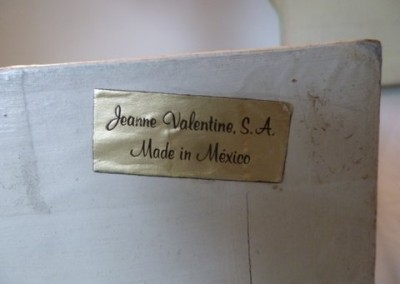 Jeanne Valentine, S. A.
Made in México